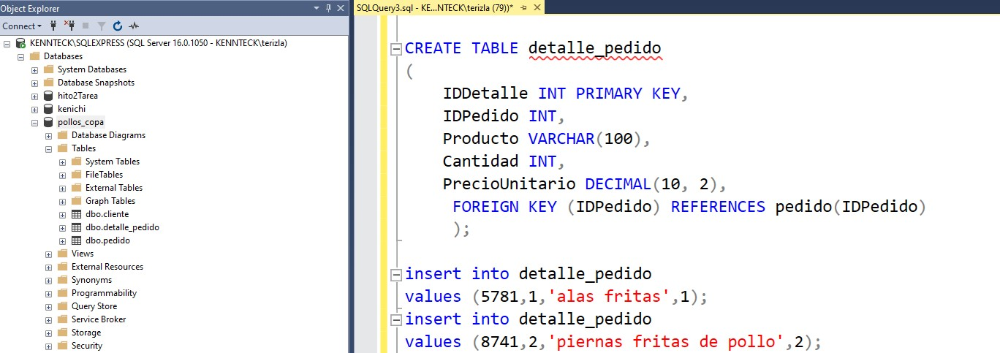 Object Explorer
Connect
KENNTECK\SQLEXPRESS (SQL Server 16.0.1050 - KENNTECK\terizla)
Databases
System Databases
Database Snapshots
hito2Tarea
kenichi
pollos_copa
Database Diagrams
Tables
System Tables
FileTables
External Tables
Graph Tables
dbo.cliente
dbo.detalle_pedido
dbo.pedido
Views
External Resources
Synonyms
Programmability
Query Store
Service Broker
Storage
Security
SQLQuery3.sql - KE...NTECK\terizla (79))*
CREATE TABLE detalle_pedido
(
IDDetalle INT PRIMARY KEY,
IDPedido INT,
Producto VARCHAR(100),
Cantidad INT,
PrecioUnitario DECIMAL(10, 2),
FOREIGN KEY (IDPedido) REFERENCES pedido(IDPedido)
);
insert into detalle_pedido
values (5781,1,'alas fritas',1);
insert into detalle_pedido
values (8741,2,'piernas fritas de pollo',2);